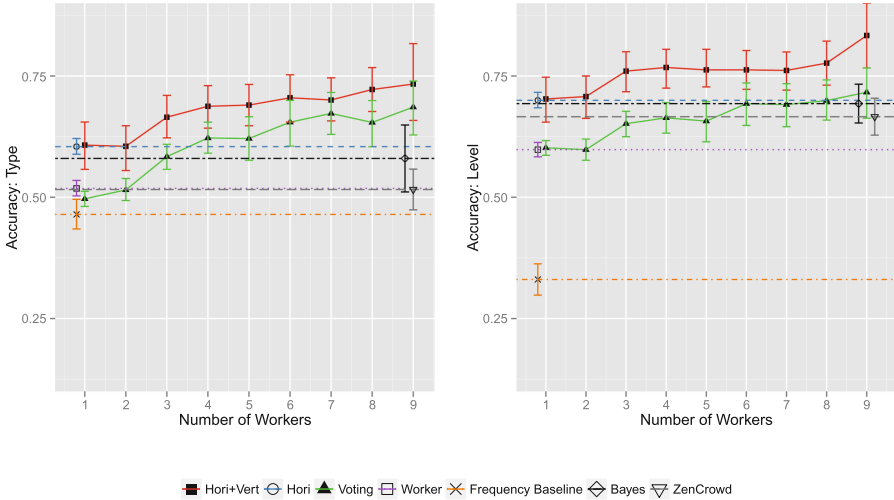 Accuracy: Type
0.75
0.50
0.25
1 2 3 4 5 6 7 8 9
Number of Workers
Accuracy: Level
0.75
0.50
0.25
1 2 3 4 5 6 7 8 9
Number of Workers
Hori+Vert Hori Voting Worker Frequency Baseline Bayes ZenCrowd